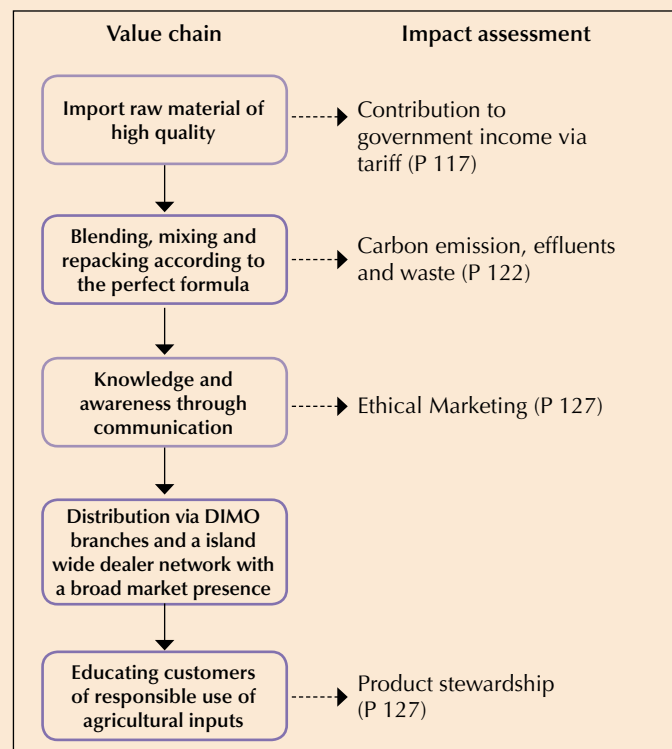 Value chain
Impact assessment
Import raw material of
high quality
Contribution to
government income via
tariff (P 117)
Blending, mixing and
repacking according to
the perfect formula
Carbon emission, effluents
and waste (P 122)
Knowledge and
awareness through
communication
Ethical Marketing (P 127)
Distribution via DIMO
branches and a island
wide dealer network with
a broad market presence
Educating customers
of responsible use of
agricultural inputs
Product stewardship
(P 127)